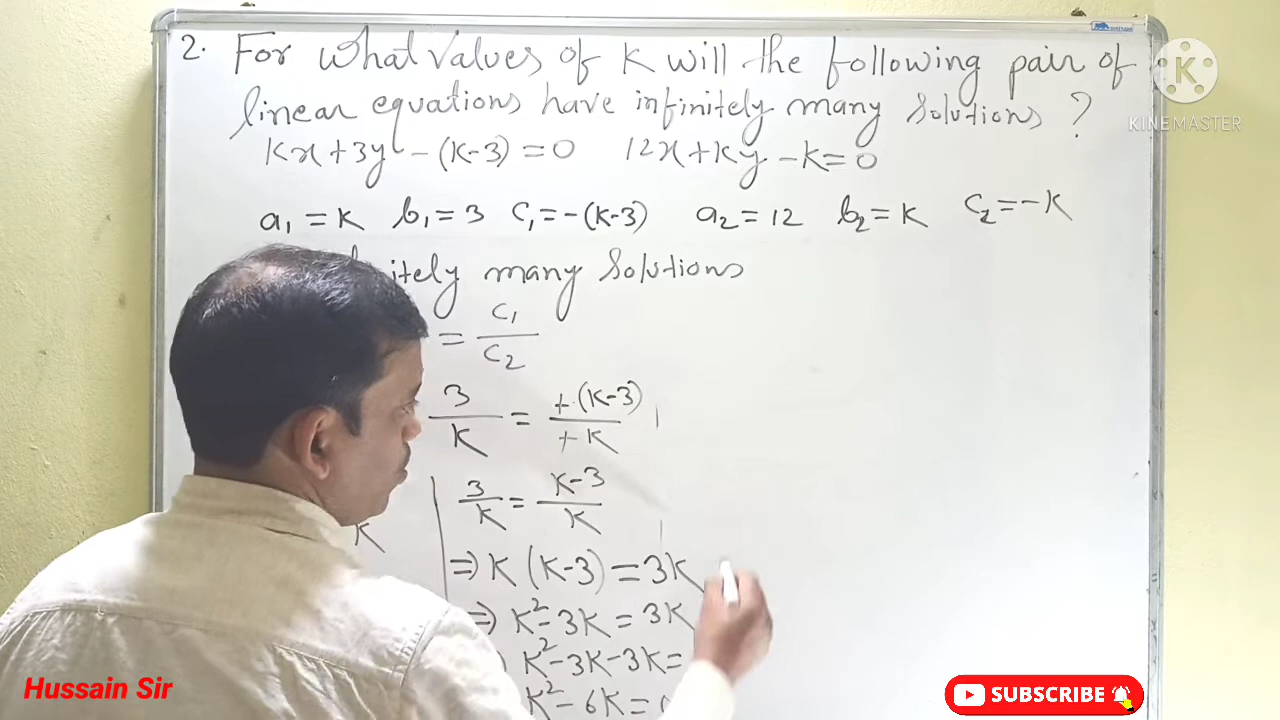 2. For what values of K will the following pair of
linear equations have infinitely many solutions ?
Kx + 3y - (K-3) = 0 12x + Ky - K = 0
a₁ = K b₁ = 3 c₁ = -(K-3) a₂ = 12 b₂ = K c₂ = -K
many solutions
= c₁/c₂
3/K = +(K-3)/+K
3/K = K-3/K
K
⇒ K (K-3) = 3K
⇒ K² - 3K = 3K
K² - 3K - 3K =
K² - 6K =
KINEMASTER
Hussain Sir
SUBSCRIBE